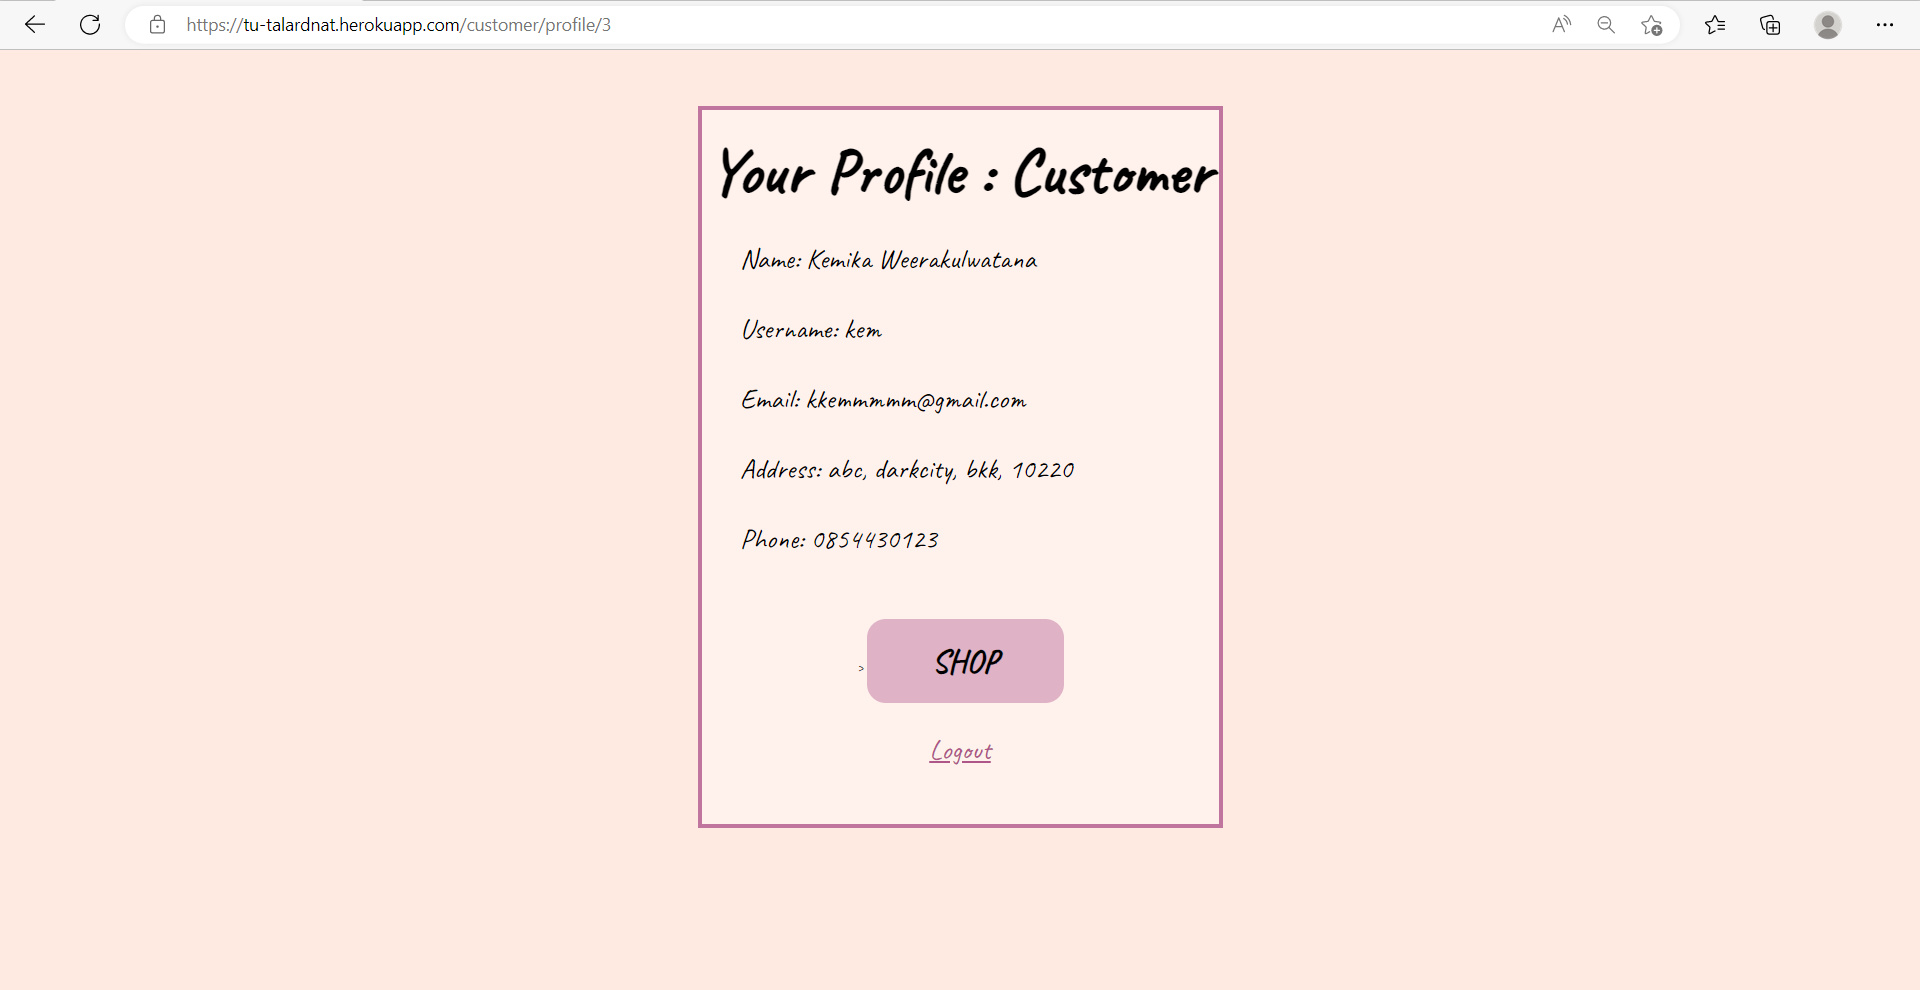 https://tu-talardnat.herokuapp.com/customer/profile/3
Your Profile : Customer
Name: Kemika Weerakulwatana
Username: kem
Email: kkemmmmm@gmail.com
Address: abc, darkcity, bkk, 10220
Phone: 0854430123
> SHOP
Logout